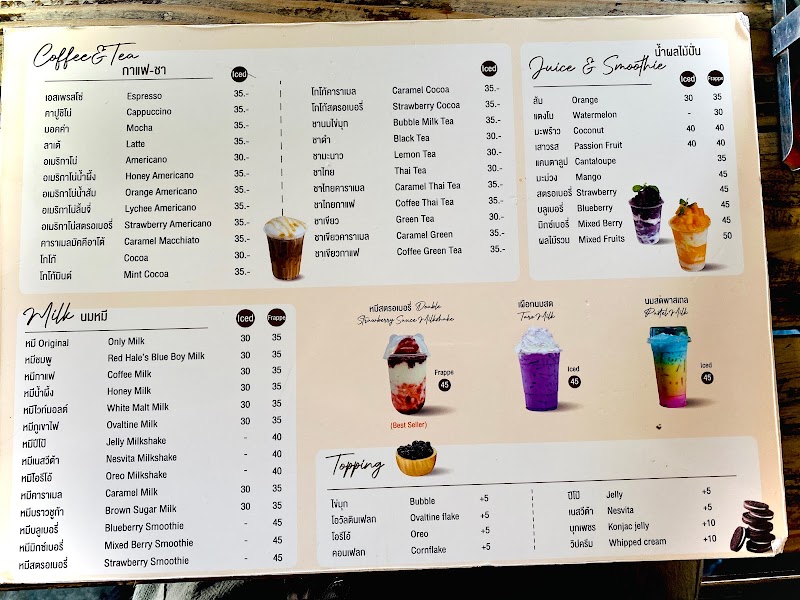 Coffee&Tea
กาแฟ-ชา
Iced
เอสเพรสโซ่ Espresso 35.-
คาปูชิโน่ Cappuccino 35.-
มอคค่า Mocha 35.-
ลาเต้ Latte 35.-
อเมริกาโน่ Americano 30.-
อเมริกาโน่น้ำผึ้ง Honey Americano 35.-
อเมริกาโน่น้ำส้ม Orange Americano 35.-
อเมริกาโน่ลิ้นจี่ Lychee Americano 35.-
อเมริกาโน่สตรอเบอรี่ Strawberry Americano 35.-
คาราเมลมัคคิอาโต้ Caramel Macchiato 35.-
โกโก้ Cocoa 30.-
โกโก้มินต์ Mint Cocoa 35.-
Iced
โกโก้คาราเมล Caramel Cocoa 35.-
โกโก้สตรอเบอรี่ Strawberry Cocoa 35.-
ชานมไข่มุก Bubble Milk Tea 35.-
ชาดำ Black Tea 30.-
ชามะนาว Lemon Tea 30.-
ชาไทย Thai Tea 30.-
ชาไทยคาราเมล Caramel Thai Tea 35.-
ชาไทยกาแฟ Coffee Thai Tea 35.-
ชาเขียว Green Tea 30.-
ชาเขียวคาราเมล Caramel Green 35.-
ชาเขียวกาแฟ Coffee Green Tea 35.-
น้ำผลไม้ปั่น
Juice & Smoothie
Iced Frappe
ส้ม Orange 30 35
แตงโม Watermelon - 30
มะพร้าว Coconut 40 40
เสาวรส Passion Fruit 40 40
แคนตาลูป Cantaloupe 35
มะม่วง Mango 45
สตรอเบอรี่ Strawberry 45
บลูเบอรี่ Blueberry 45
มิกซ์เบอรี่ Mixed Berry 45
ผลไม้รวม Mixed Fruits 50
Milk นมหมี
Iced Frappe
หมี Original Only Milk 30 35
หมีชมพู Red Hale's Blue Boy Milk 30 35
หมีกาแฟ Coffee Milk 30 35
หมีน้ำผึ้ง Honey Milk 30 35
หมีไวท์มอลต์ White Malt Milk 30 35
หมีภูเขาไฟ Ovaltine Milk 30 35
หมีปีโป้ Jelly Milkshake - 40
หมีเนสวีต้า Nesvita Milkshake - 40
หมีโอรีโอ้ Oreo Milkshake - 40
หมีคาราเมล Caramel Milk 30 35
หมีบราวชูก้า Brown Sugar Milk 30 35
หมีบลูเบอรี่ Blueberry Smoothie - 45
หมีมิกซ์เบอรี่ Mixed Berry Smoothie - 45
หมีสตรอเบอรี่ Strawberry Smoothie - 45
หมีสตรอเบอรี่ Double
Strawberry Sauce Milkshake
Frappe
45
(Best Seller)
เผือกนมสด
Taro Milk
Iced
45
นมสดพาสเทล
Pastel Milk
Iced
45
Topping
ไข่มุก Bubble +5
โอวัลตินเฟลก Ovaltine flake +5
โอรีโอ้ Oreo +5
คอนเฟลก Cornflake +5
ปีโป้ Jelly +5
เนสวีต้า Nesvita +5
บุกเพชร Konjac jelly +10
วิปครีม Whipped cream +10